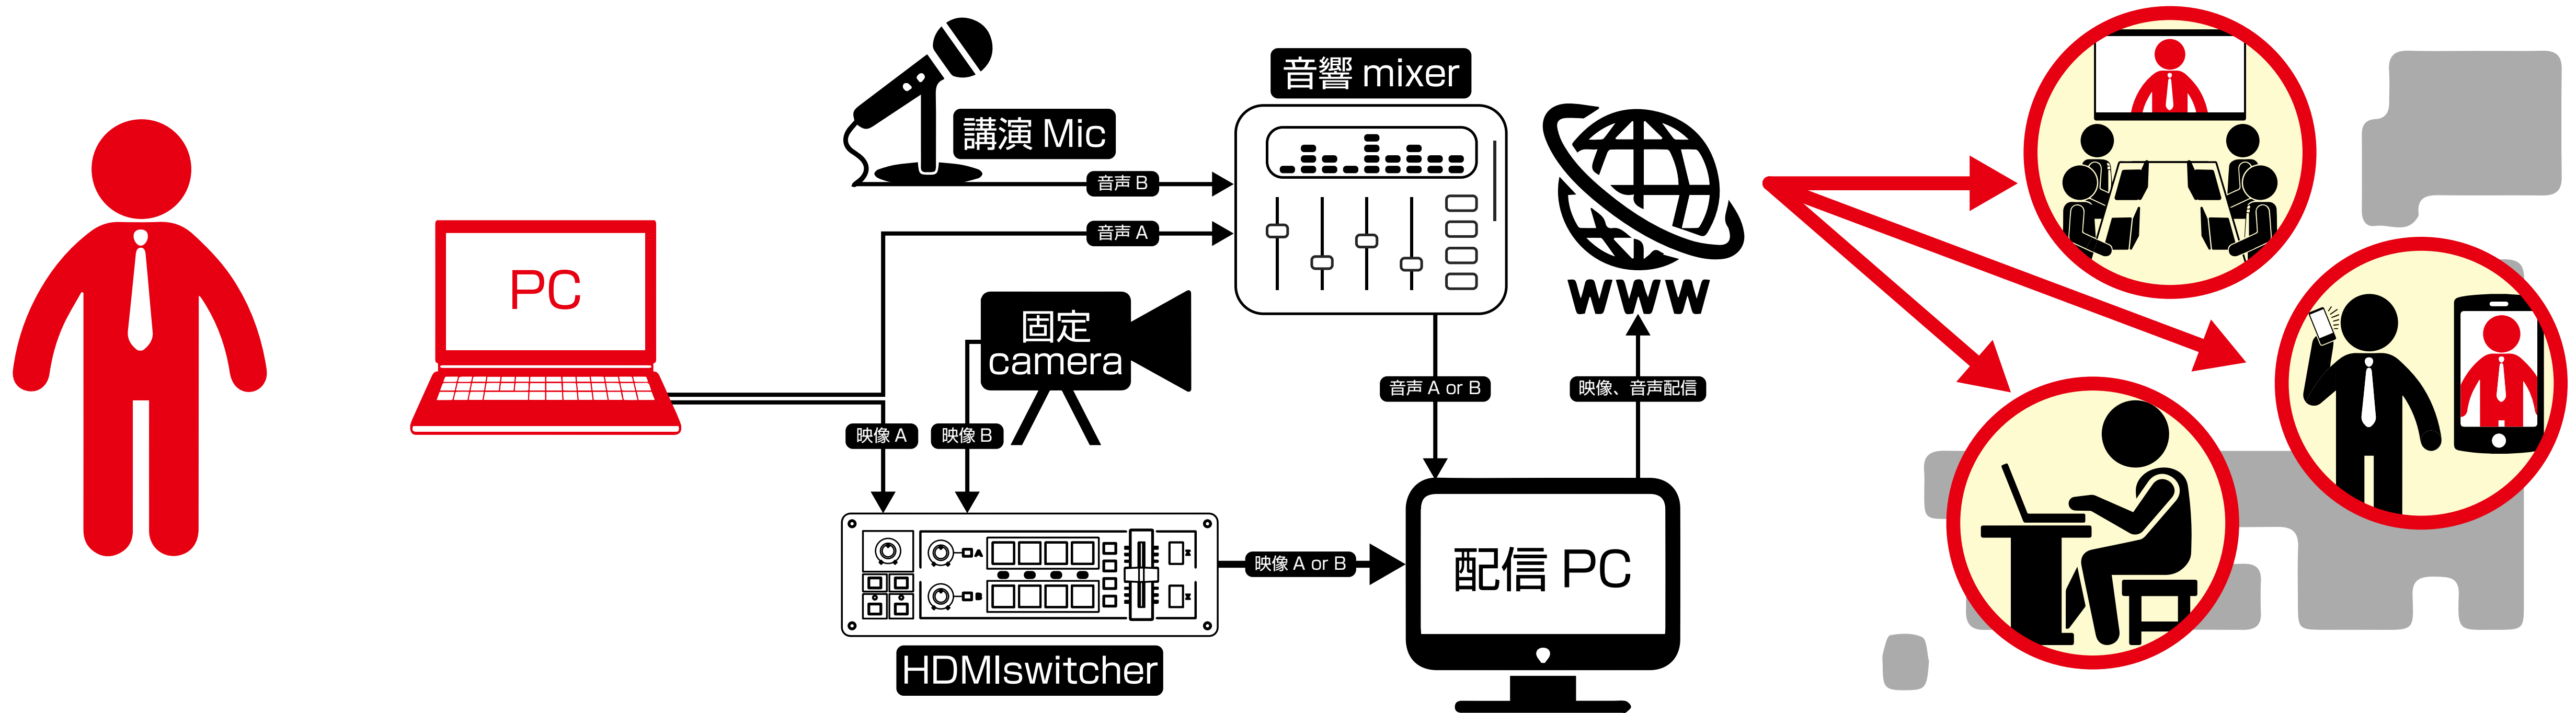 音響 mixer
講演 Mic
音声 B
音声 A
PC
固定
camera
WWW
音声 A or B
映像、音声配信
映像 A
映像 B
A
B
映像 A or B
配信 PC
HDMIswitcher